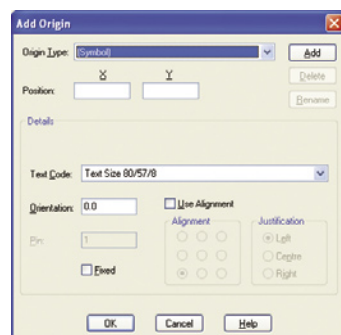 Add Origin
Origin Type: (Symbol) Add
X Y Delete
Position: Rename
Details
Text Code: Text Size 80/57/8
Orientation: 0.0 Use Alignment
Alignment Justification
Pin: 1 Left
Centre
Fixed Right
OK Cancel Help